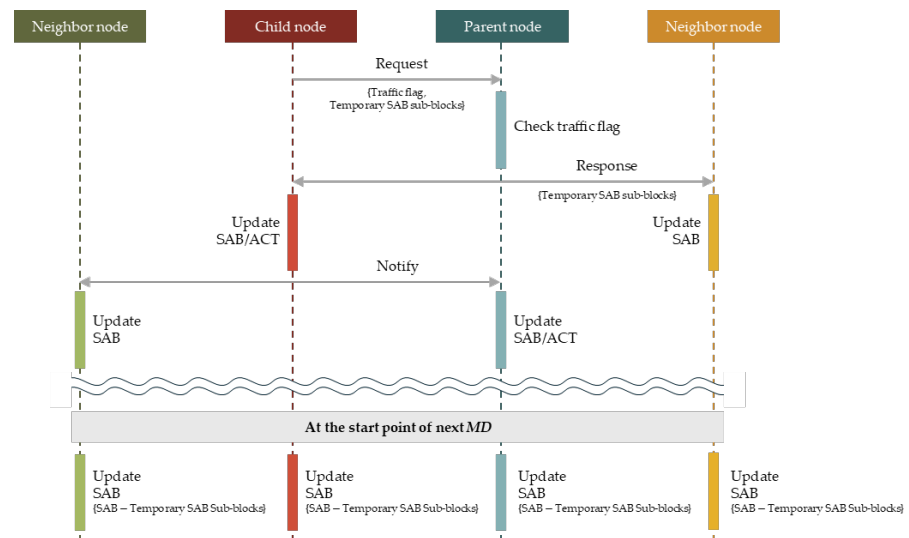 Neighbor node
Child node
Parent node
Neighbor node
Request
{Traffic flag,
Temporary SAB sub-blocks}
Check traffic flag
Response
{Temporary SAB sub-blocks}
Update
SAB/ACT
Update
SAB
Notify
Update
SAB
Update
SAB/ACT
At the start point of next MD
Update
SAB
{SAB – Temporary SAB Sub-blocks}
Update
SAB
{SAB – Temporary SAB Sub-blocks}
Update
SAB
{SAB – Temporary SAB Sub-blocks}
Update
SAB
{SAB – Temporary SAB Sub-blocks}